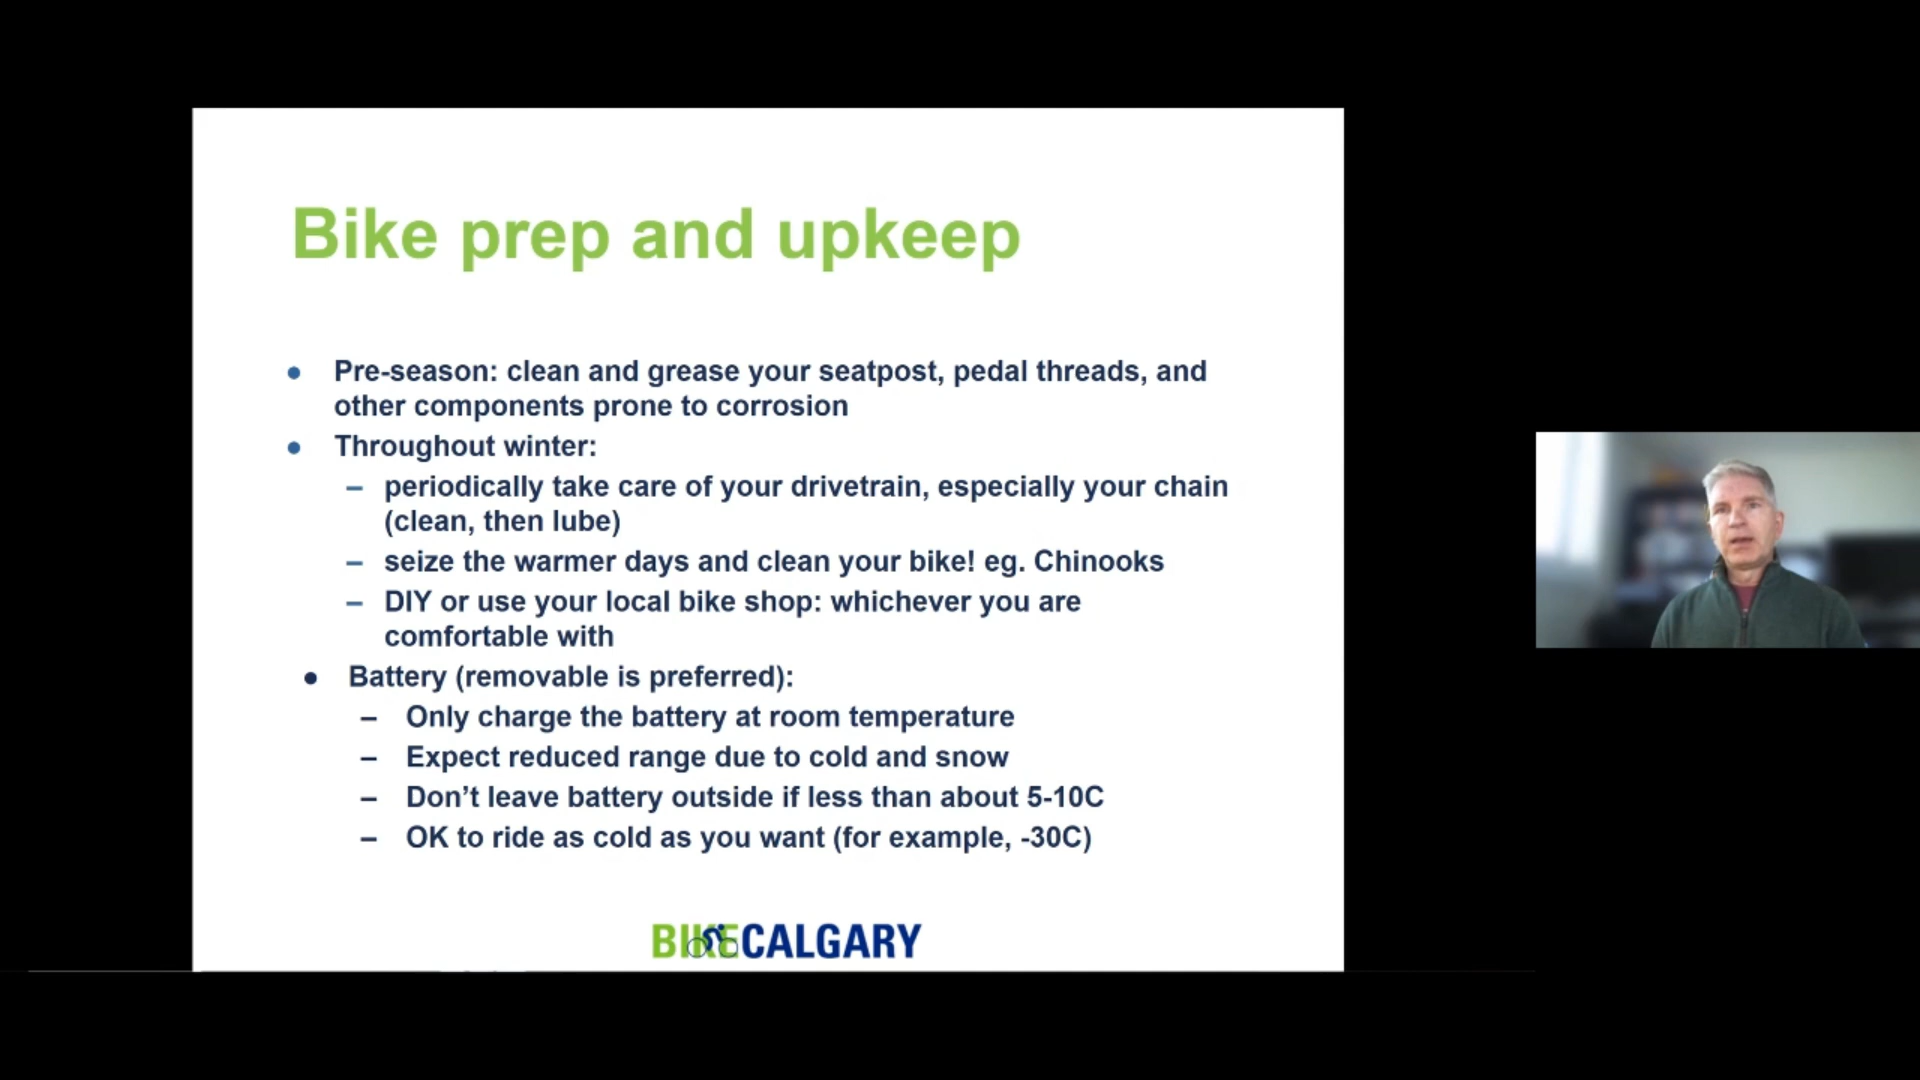 Bike prep and upkeep
● Pre-season: clean and grease your seatpost, pedal threads, and
other components prone to corrosion
● Throughout winter:
– periodically take care of your drivetrain, especially your chain
(clean, then lube)
– seize the warmer days and clean your bike! eg. Chinooks
– DIY or use your local bike shop: whichever you are
comfortable with
● Battery (removable is preferred):
– Only charge the battery at room temperature
– Expect reduced range due to cold and snow
– Don’t leave battery outside if less than about 5-10C
– OK to ride as cold as you want (for example, -30C)
BIKECALGARY